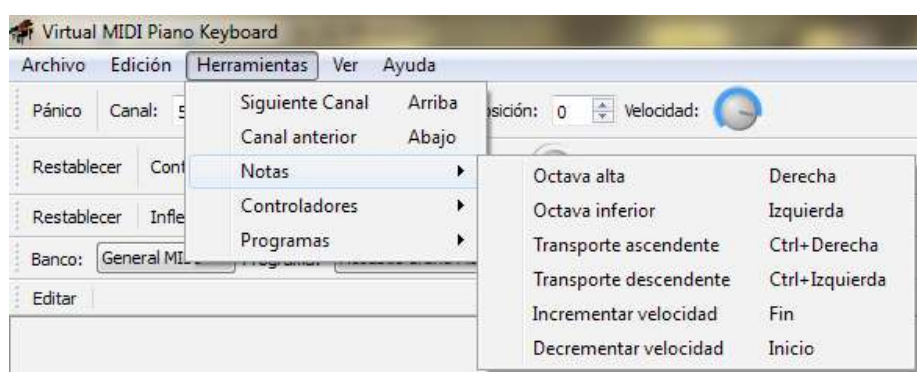 Virtual MIDI Piano Keyboard
Archivo Edición Herramientas Ver Ayuda
Pánico Canal: Velocidad: 0
Siguiente Canal Arriba
Canal anterior Abajo
Notas
Controladores
Programas
Restablecer
Restablecer
Banco: General
Editar
Octava alta Derecha
Octava inferior Izquierda
Transporte ascendente Ctrl+Derecha
Transporte descendente Ctrl+Izquierda
Incrementar velocidad Fin
Decrementar velocidad Inicio